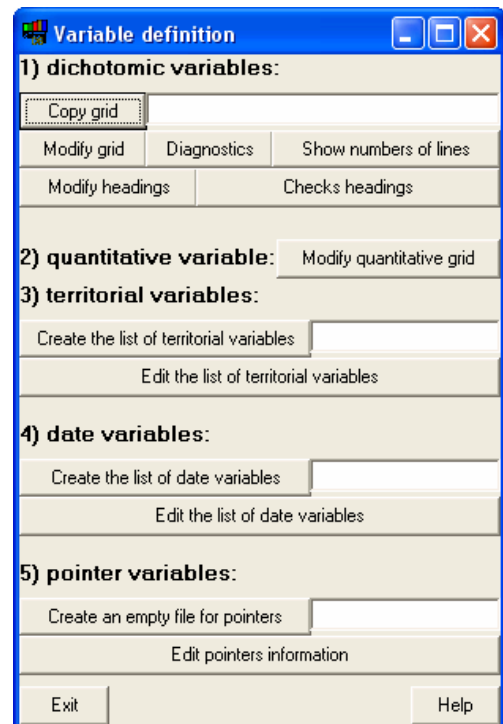 Variable definition
1) dichotomic variables:
Copy grid
Modify grid Diagnostics Show numbers of lines
Modify headings Checks headings
2) quantitative variable: Modify quantitative grid
3) territorial variables:
Create the list of territorial variables
Edit the list of territorial variables
4) date variables:
Create the list of date variables
Edit the list of date variables
5) pointer variables:
Create an empty file for pointers
Edit pointers information
Exit Help